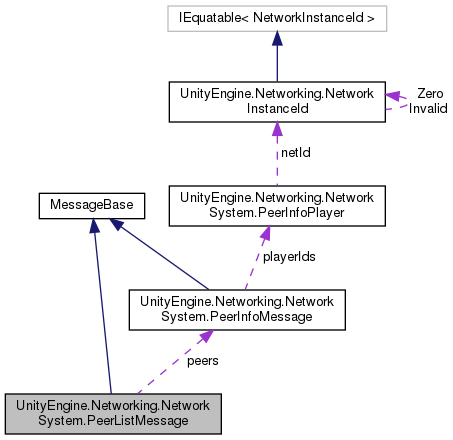 IEquatable< NetworkInstanceId >
UnityEngine.Networking.Network
InstanceId
Zero
Invalid
netId
UnityEngine.Networking.Network
System.PeerInfoPlayer
MessageBase
playerIds
UnityEngine.Networking.Network
System.PeerInfoMessage
peers
UnityEngine.Networking.Network
System.PeerListMessage